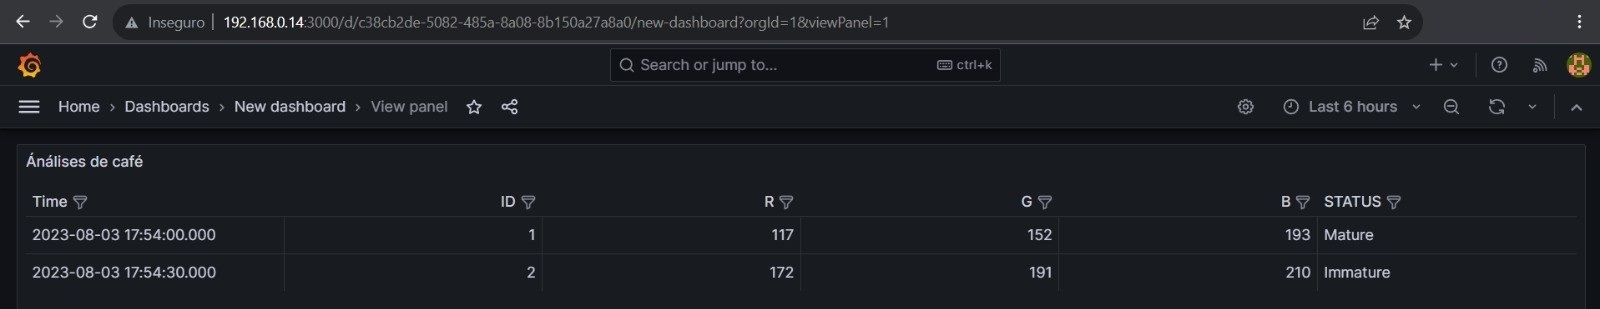 Inseguro 192.168.0.14:3000/d/c38cb2de-5082-485a-8a08-8b150a27a8a0/new-dashboard?orgId=1&viewPanel=1
Search or jump to... ctrl+k
Home Dashboards New dashboard View panel Last 6 hours
Ánálises de café
Time ID R G B STATUS
2023-08-03 17:54:00.000 1 117 152 193 Mature
2023-08-03 17:54:30.000 2 172 191 210 Immature